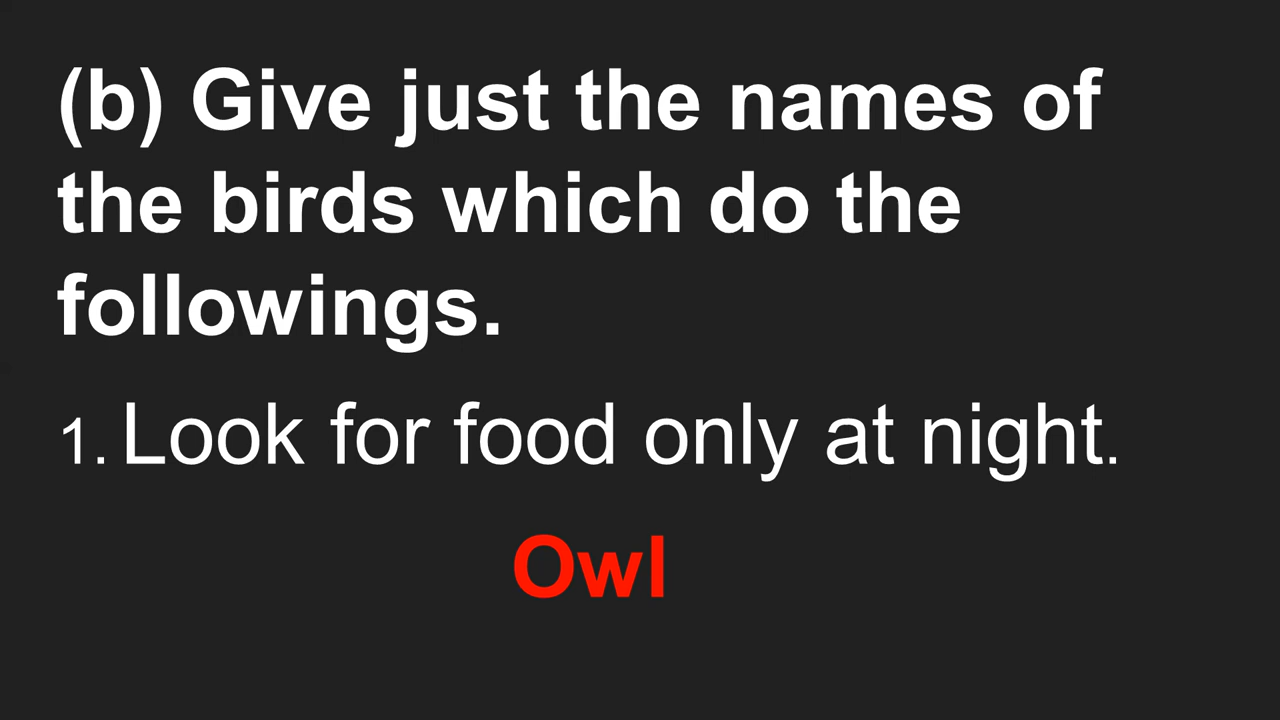 (b) Give just the names of
the birds which do the
followings.
1. Look for food only at night.
Owl